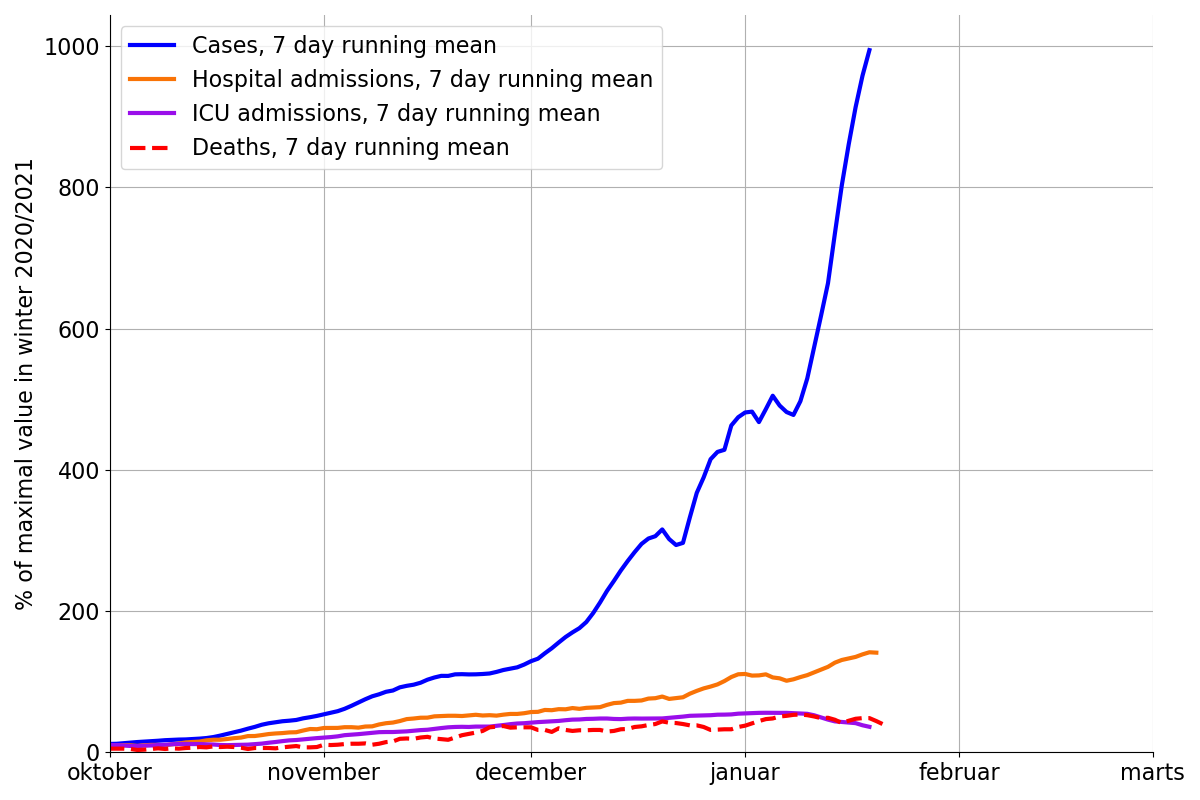 Cases, 7 day running mean
Hospital admissions, 7 day running mean
ICU admissions, 7 day running mean
Deaths, 7 day running mean
% of maximal value in winter 2020/2021
1000
800
600
400
200
0
oktober november december januar februar marts